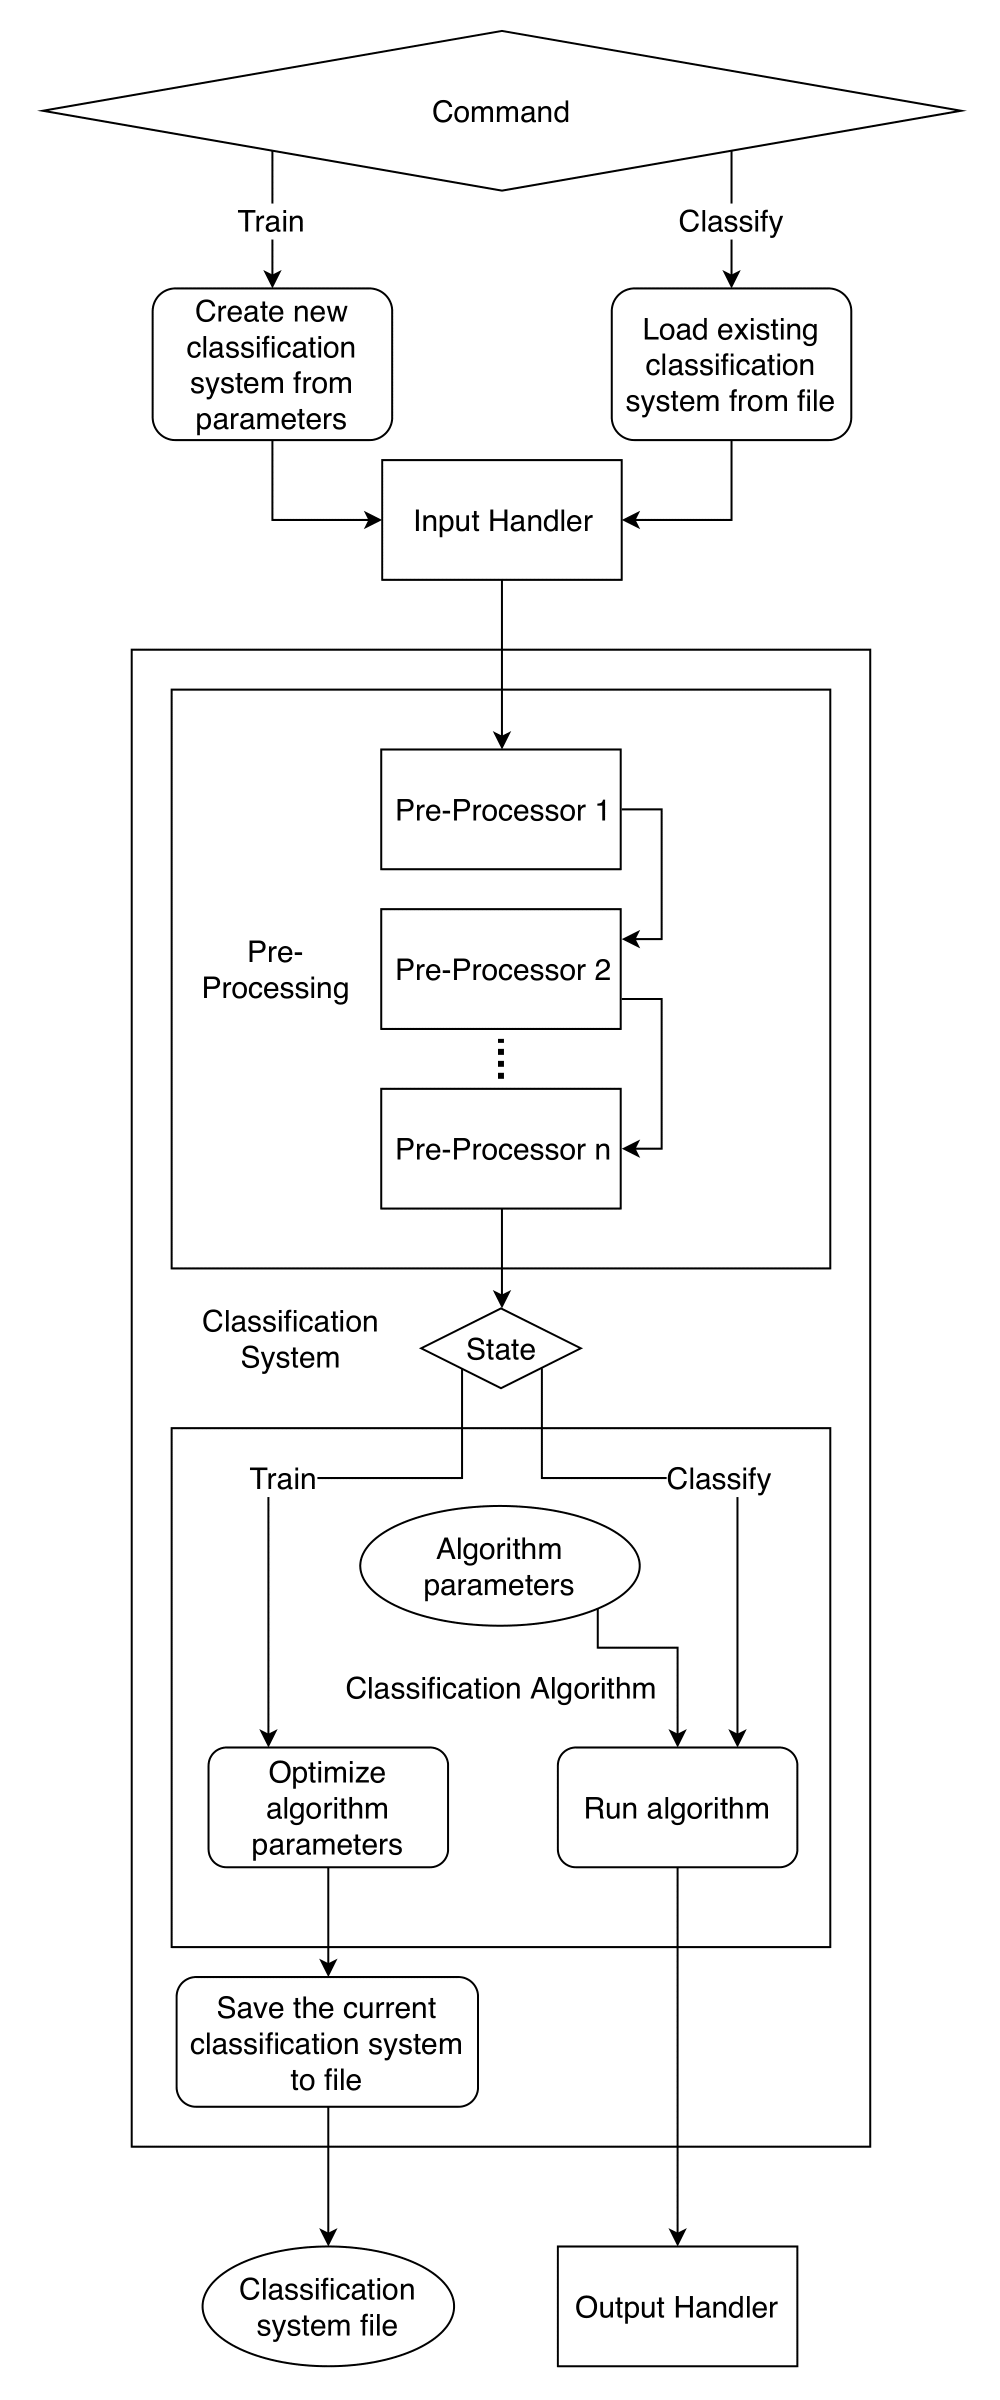 Command
Train
Classify
Create new
classification
system from
parameters
Load existing
classification
system from file
Input Handler
Pre-Processor 1
Pre-
Processing
Pre-Processor 2
Pre-Processor n
Classification
System
State
Train
Classify
Algorithm
parameters
Classification Algorithm
Optimize
algorithm
parameters
Run algorithm
Save the current
classification system
to file
Classification
system file
Output Handler